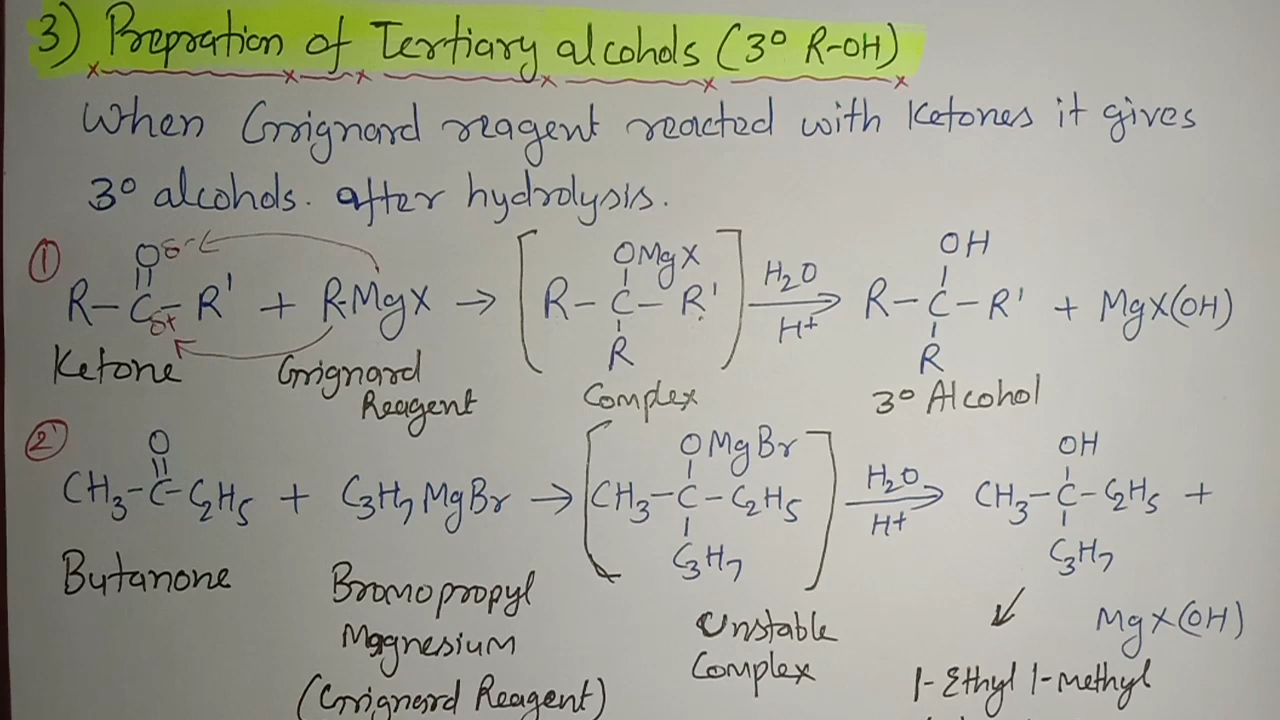 3) Prepration of Tertiary alcohols (3° R-OH)
When Grignard reagent reacted with Ketones it gives
3° alcohols. after hydrolysis.
① O δ- OMgX OH
R-C-R' + R-MgX → [R-C-R'] H2O R-C-R' + MgX(OH)
δ+ R H+ R
Ketone Grignard Reagent Complex 3° Alcohol
② O OMgBr OH
CH3-C-C2H5 + C3H7MgBr → [CH3-C-C2H5] H2O CH3-C-C2H5 +
C3H7 H+ C3H7
Butanone Bromopropyl Magnesium (Grignard Reagent) Unstable Complex MgX(OH)
1-Ethyl 1-methyl